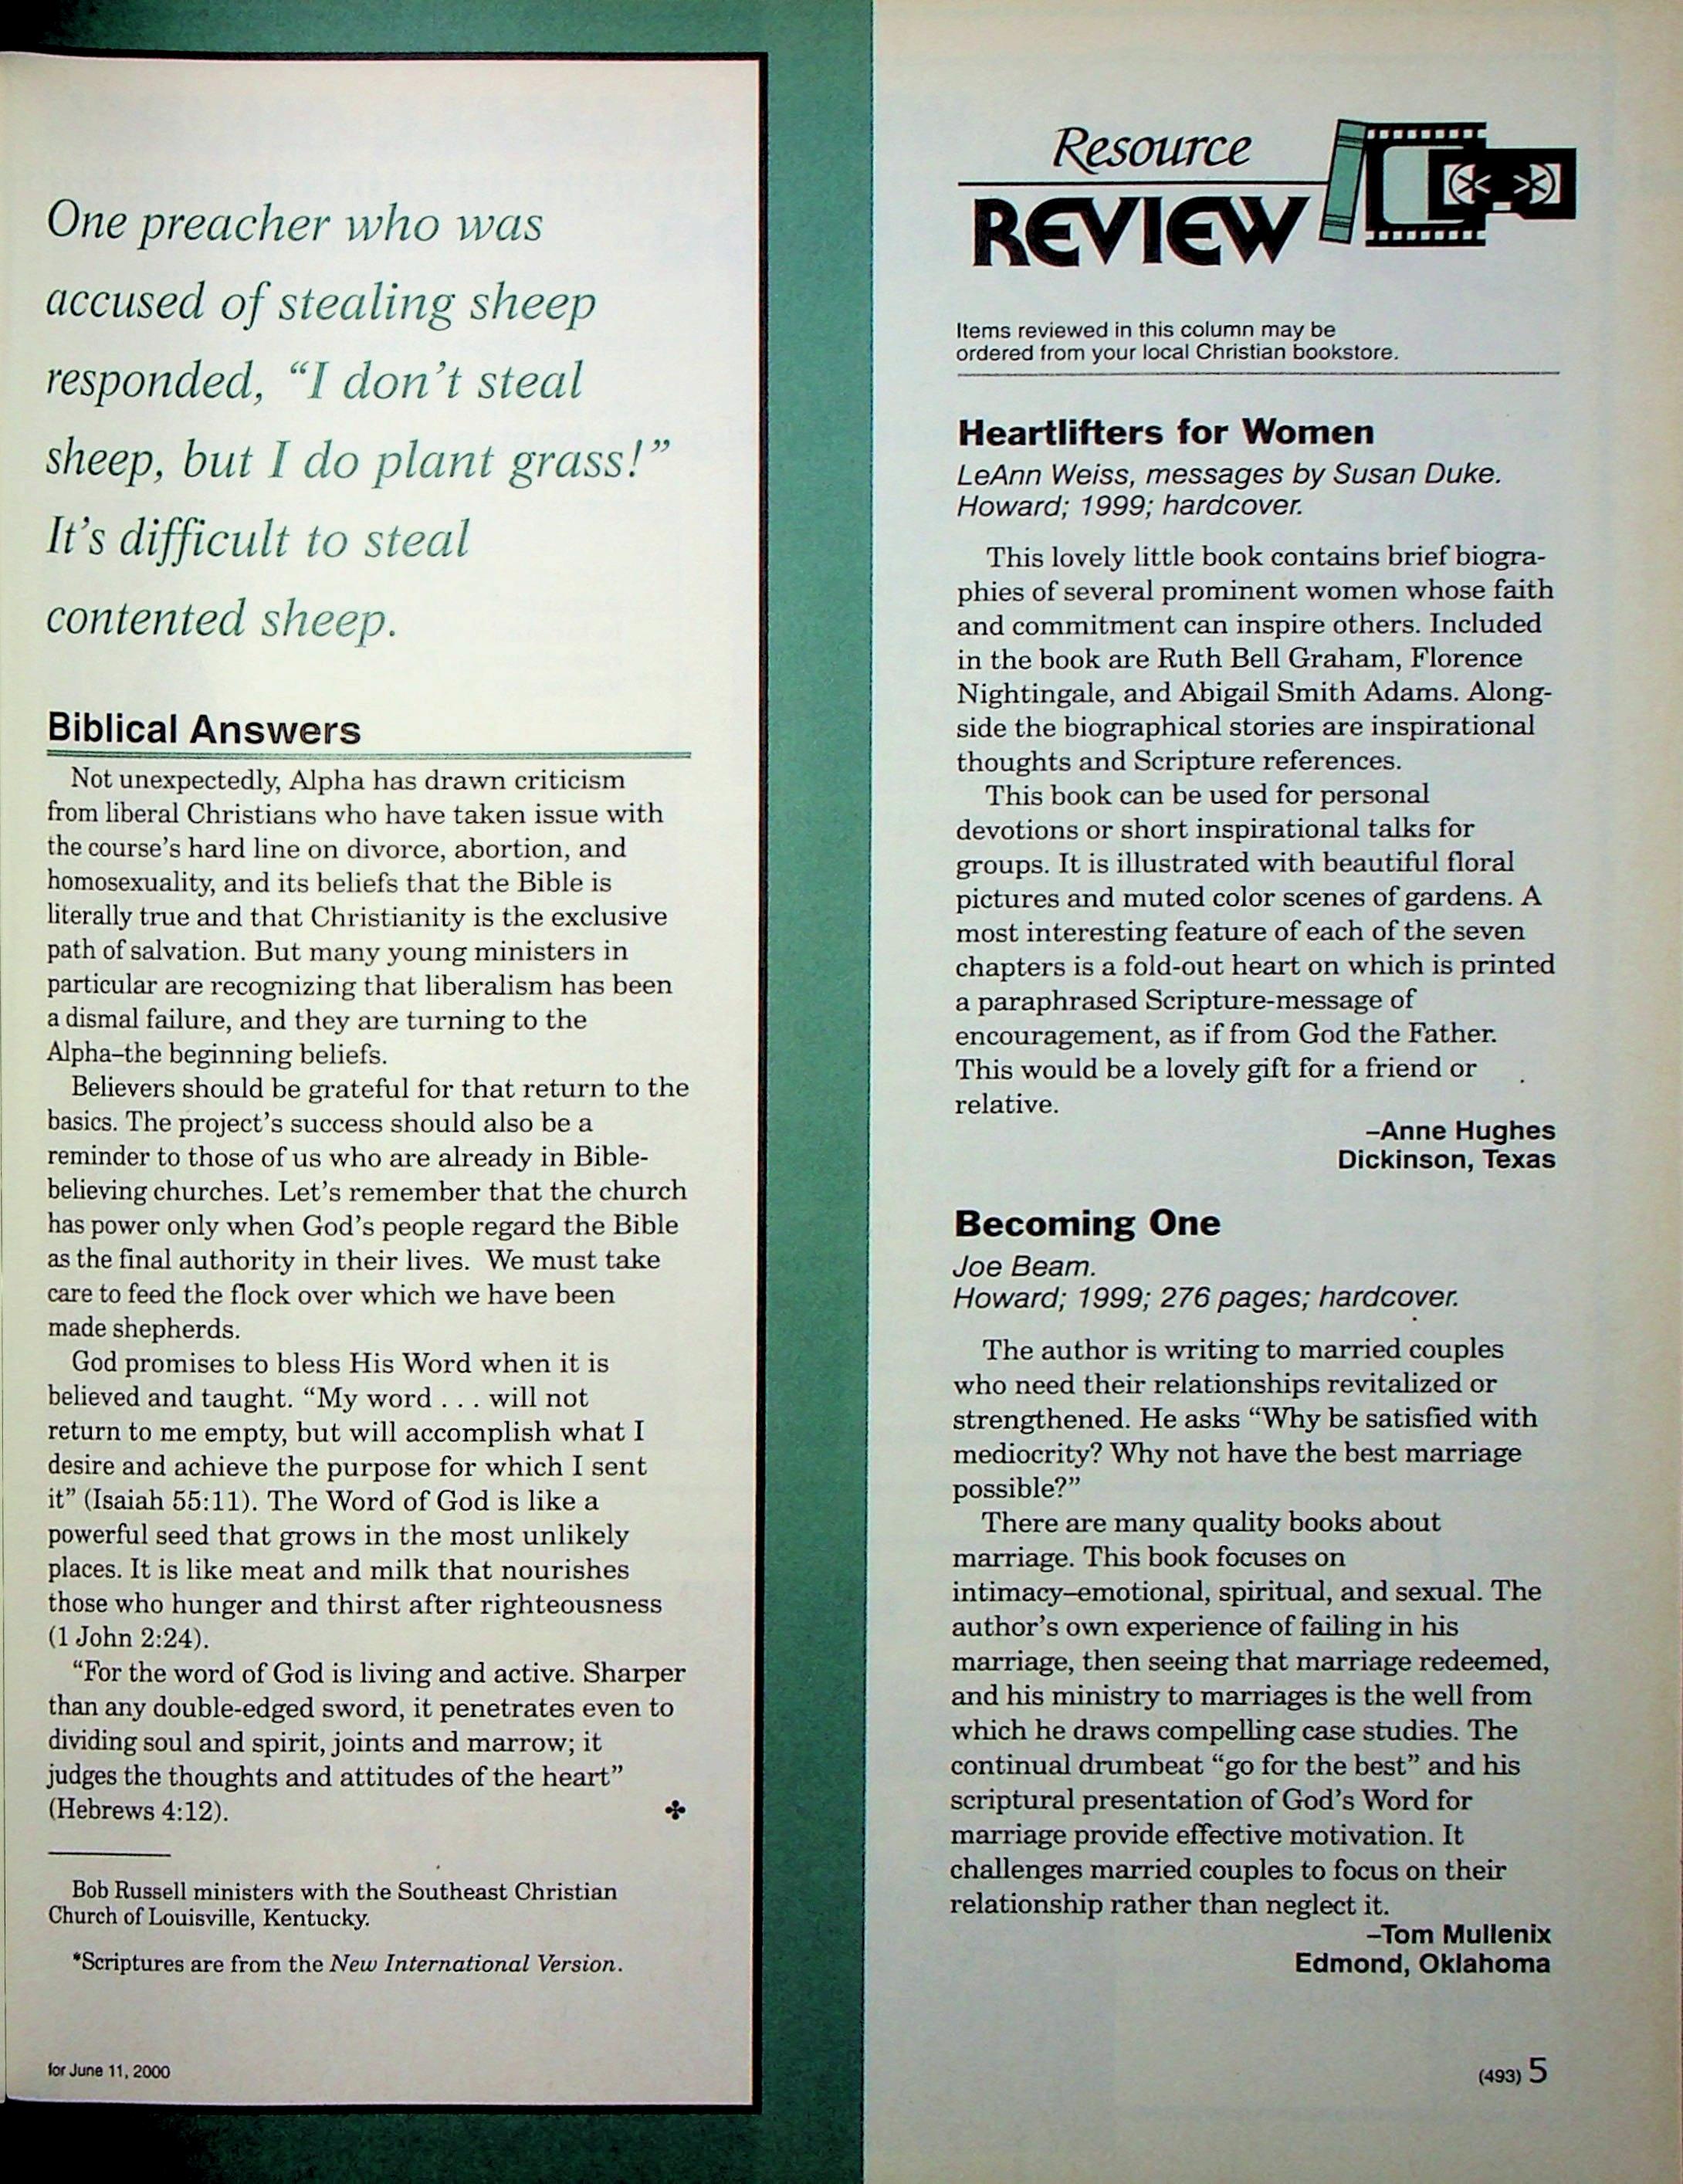 One preacher who was
accused of stealing sheep
responded, “I don’t steal
sheep, but I do plant grass!”
It’s difficult to steal
contented sheep.
Biblical Answers
Not unexpectedly, Alpha has drawn criticism
from liberal Christians who have taken issue with
the course’s hard line on divorce, abortion, and
homosexuality, and its beliefs that the Bible is
literally true and that Christianity is the exclusive
path of salvation. But many young ministers in
particular are recognizing that liberalism has been
a dismal failure, and they are turning to the
Alpha–the beginning beliefs.
Believers should be grateful for that return to the
basics. The project’s success should also be a
reminder to those of us who are already in Bible-
believing churches. Let’s remember that the church
has power only when God’s people regard the Bible
as the final authority in their lives. We must take
care to feed the flock over which we have been
made shepherds.
God promises to bless His Word when it is
believed and taught. “My word . . . will not
return to me empty, but will accomplish what I
desire and achieve the purpose for which I sent
it” (Isaiah 55:11). The Word of God is like a
powerful seed that grows in the most unlikely
places. It is like meat and milk that nourishes
those who hunger and thirst after righteousness
(1 John 2:24).
“For the word of God is living and active. Sharper
than any double-edged sword, it penetrates even to
dividing soul and spirit, joints and marrow; it
judges the thoughts and attitudes of the heart”
(Hebrews 4:12).
Bob Russell ministers with the Southeast Christian
Church of Louisville, Kentucky.
*Scriptures are from the New International Version.
for June 11, 2000
Resource
REVIEW
Items reviewed in this column may be
ordered from your local Christian bookstore.
Heartlifters for Women
LeAnn Weiss, messages by Susan Duke.
Howard; 1999; hardcover.
This lovely little book contains brief biogra-
phies of several prominent women whose faith
and commitment can inspire others. Included
in the book are Ruth Bell Graham, Florence
Nightingale, and Abigail Smith Adams. Along-
side the biographical stories are inspirational
thoughts and Scripture references.
This book can be used for personal
devotions or short inspirational talks for
groups. It is illustrated with beautiful floral
pictures and muted color scenes of gardens. A
most interesting feature of each of the seven
chapters is a fold-out heart on which is printed
a paraphrased Scripture-message of
encouragement, as if from God the Father.
This would be a lovely gift for a friend or
relative.
–Anne Hughes
Dickinson, Texas
Becoming One
Joe Beam.
Howard; 1999; 276 pages; hardcover.
The author is writing to married couples
who need their relationships revitalized or
strengthened. He asks “Why be satisfied with
mediocrity? Why not have the best marriage
possible?”
There are many quality books about
marriage. This book focuses on
intimacy–emotional, spiritual, and sexual. The
author’s own experience of failing in his
marriage, then seeing that marriage redeemed,
and his ministry to marriages is the well from
which he draws compelling case studies. The
continual drumbeat “go for the best” and his
scriptural presentation of God’s Word for
marriage provide effective motivation. It
challenges married couples to focus on their
relationship rather than neglect it.
–Tom Mullenix
Edmond, Oklahoma
(493) 5